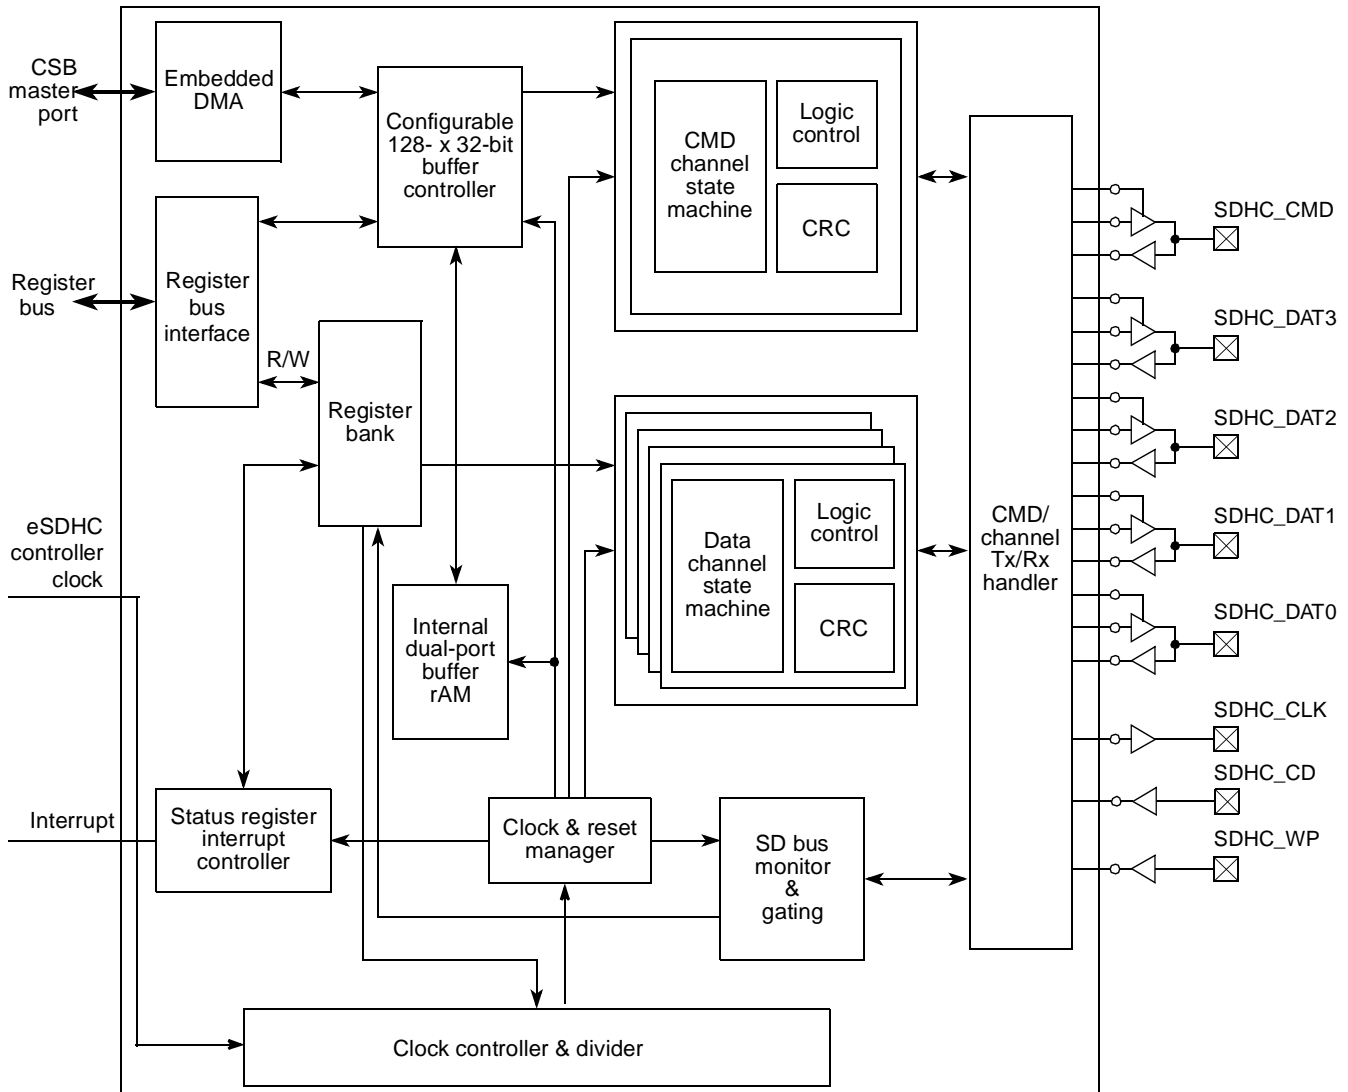 CSB
master
port
Embedded
DMA
Configurable
128- x 32-bit
buffer
controller
CMD
channel
state
machine
Logic
control
CRC
SDHC_CMD
Register
bus
Register
bus
interface
R/W
Register
bank
SDHC_DAT3
SDHC_DAT2
eSDHC
controller
clock
Data
channel
state
machine
Logic
control
CRC
CMD/
channel
Tx/Rx
handler
SDHC_DAT1
SDHC_DAT0
Internal
dual-port
buffer
rAM
SDHC_CLK
SDHC_CD
SDHC_WP
Interrupt
Status register
interrupt
controller
Clock & reset
manager
SD bus
monitor
&
gating
Clock controller & divider